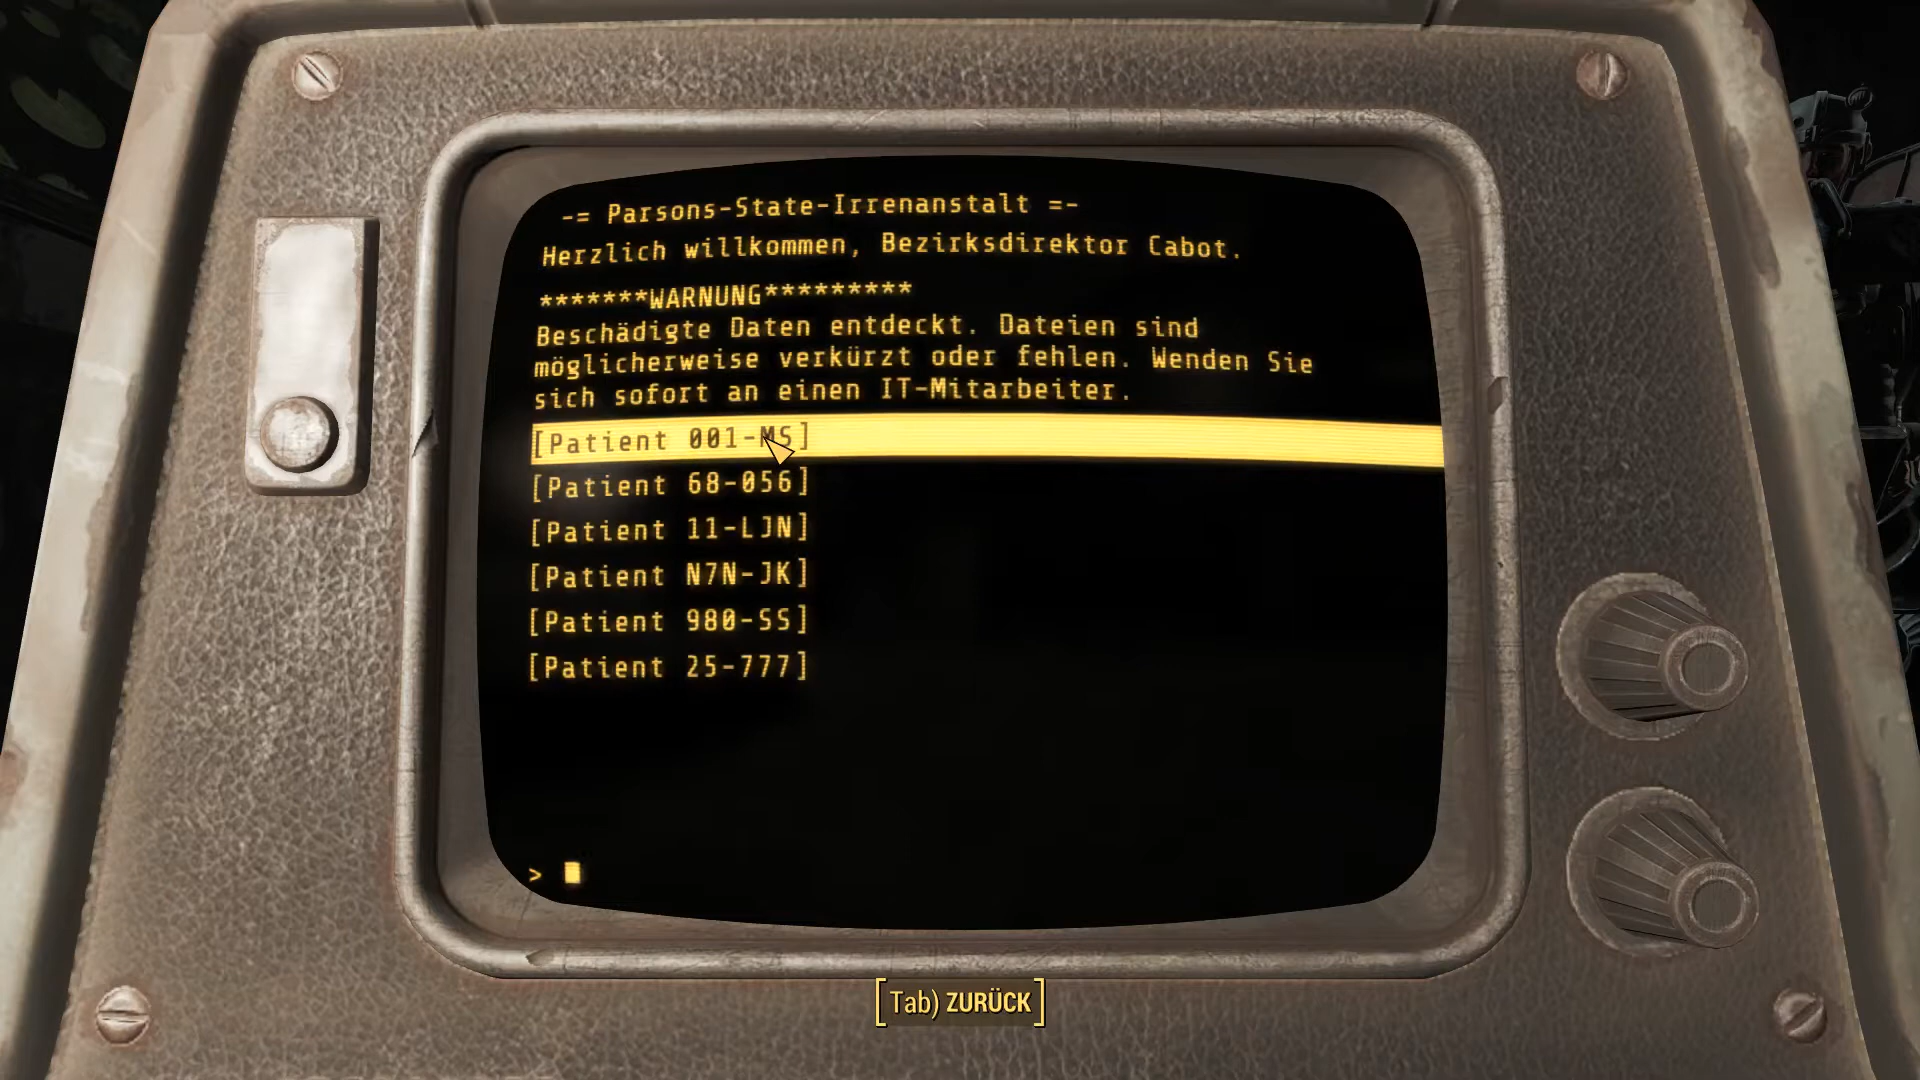 -= Parsons-State-Irrenanstalt =-
Herzlich willkommen, Bezirksdirektor Cabot.
*******WARNUNG*********
Beschädigte Daten entdeckt. Dateien sind
möglicherweise verkürzt oder fehlen. Wenden Sie
sich sofort an einen IT-Mitarbeiter.
[Patient 001-MS]
[Patient 68-056]
[Patient 11-LJN]
[Patient N7N-JK]
[Patient 980-SS]
[Patient 25-777]
>
[Tab) ZURÜCK]